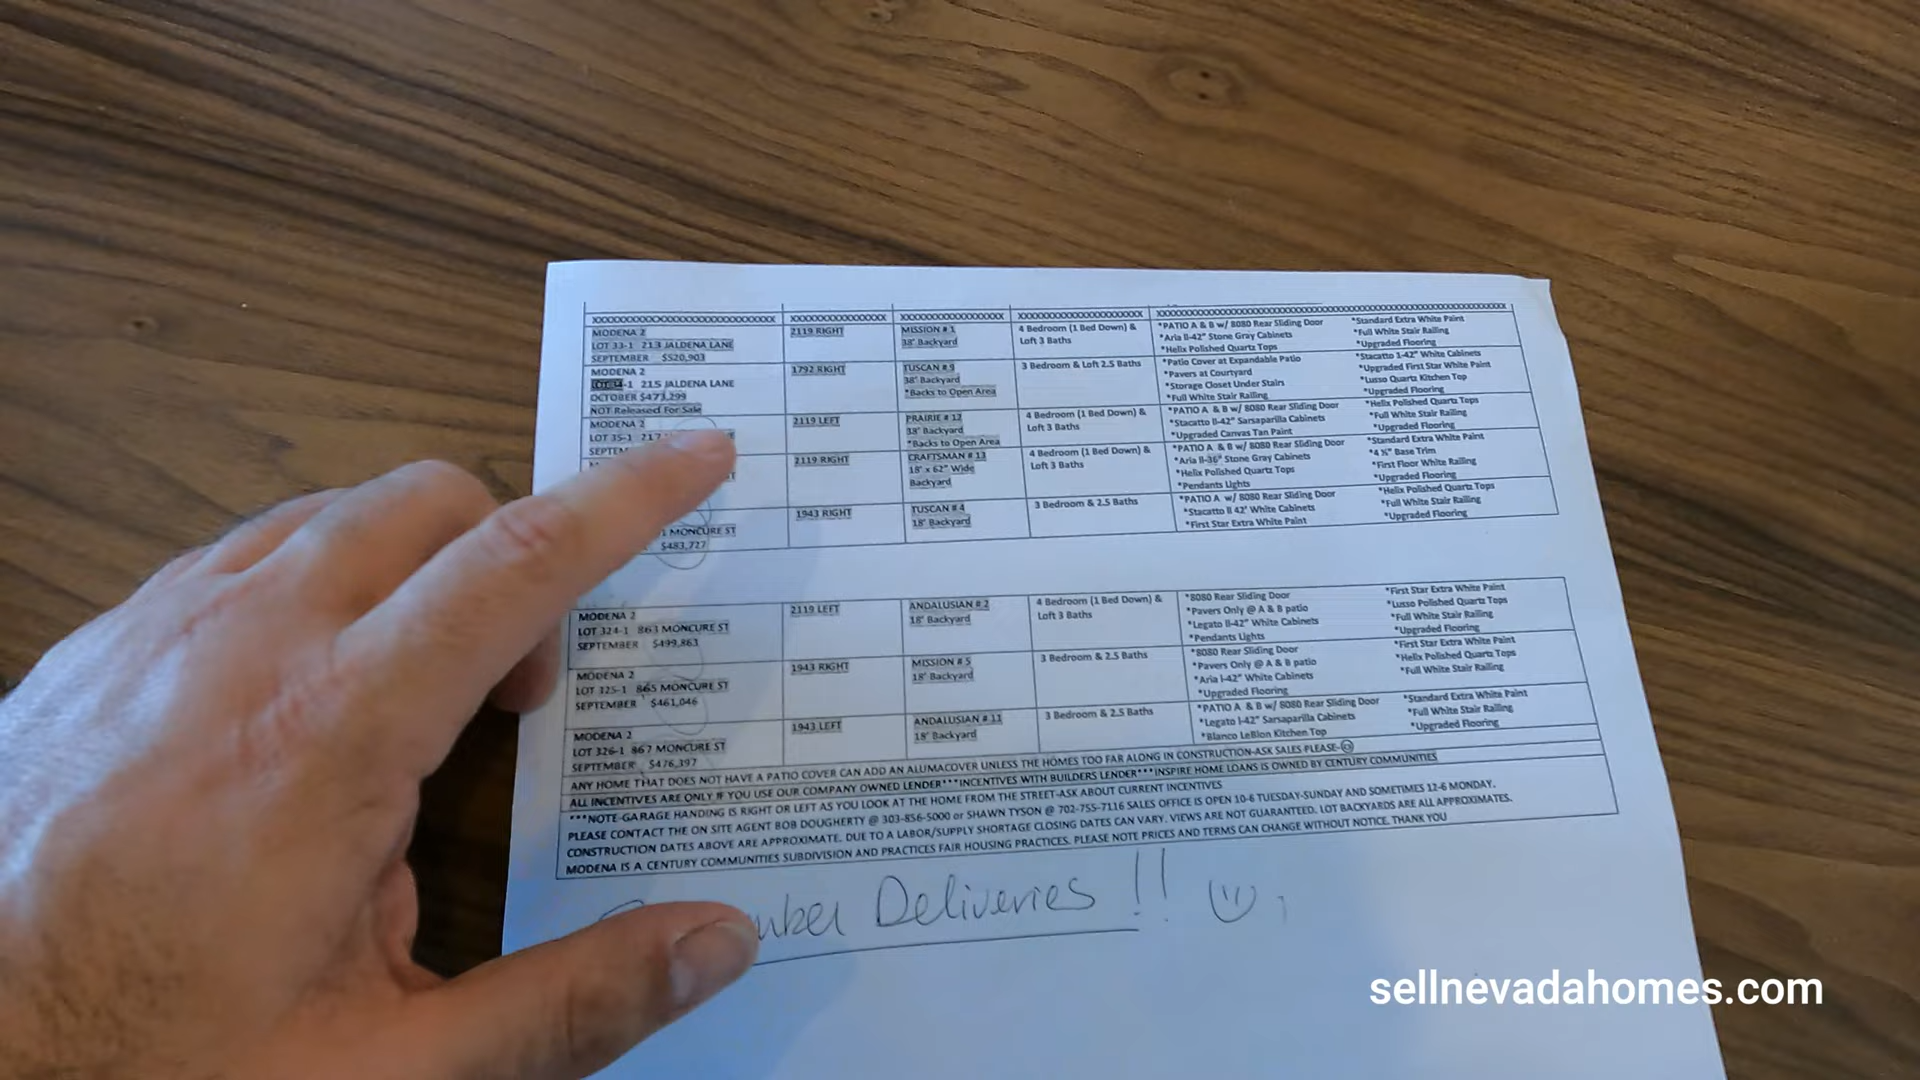 XXXXXXXXXXXXXXXXXXXXXXXXXXXXXX XXXXXXXXXXXXXXXX XXXXXXXXXXXXXXXXX XXXXXXXXXXXXXXXXXXXXX
MODENA 2
LOT 33-1 213 JALDENA LANE
SEPTEMBER $520,903
2119 RIGHT
MISSION # 1
38' Backyard
4 Bedroom (1 Bed Down) &
Loft 3 Baths
*PATIO A & B w/ 8080 Rear Sliding Door
*Aria II-42" Stone Gray Cabinets
*Helix Polished Quartz Tops
*Standard Extra White Paint
*Full White Stair Railing
*Upgraded Flooring
MODENA 2
LOT 34-1 215 JALDENA LANE
OCTOBER $473,299
NOT Released For Sale
1792 RIGHT
TUSCAN # 9
38' Backyard
*Backs to Open Area
3 Bedroom & Loft 2.5 Baths
*Patio Cover at Expandable Patio
*Pavers at Courtyard
*Storage Closet Under Stairs
*Full White Stair Railing
*Stacatto 1-42" White Cabinets
*Upgraded First Star White Paint
*Lusso Quartz Kitchen Top
*Upgraded Flooring
MODENA 2
LOT 35-1 217
2119 LEFT
PRAIRIE # 12
38' Backyard
*Backs to Open Area
4 Bedroom (1 Bed Down) &
Loft 3 Baths
*PATIO A & B w/ 8080 Rear Sliding Door
*Stacatto II-42" Sarsaparilla Cabinets
*Upgraded Canvas Tan Paint
*Helix Polished Quartz Tops
*Full White Stair Railing
*Upgraded Flooring
2119 RIGHT
CRAFTSMAN # 13
18' x 62" Wide
Backyard
4 Bedroom (1 Bed Down) &
Loft 3 Baths
*PATIO A & B w/ 8080 Rear Sliding Door
*Aria II-36" Stone Gray Cabinets
*Helix Polished Quartz Tops
*Pendants Lights
*Standard Extra White Paint
*4 ½" Base Trim
*First Floor White Railing
*Upgraded Flooring
MONCURE ST
$483,727
1943 RIGHT
TUSCAN # 4
18' Backyard
3 Bedroom & 2.5 Baths
*PATIO A w/ 8080 Rear Sliding Door
*Stacatto II 42' White Cabinets
*First Star Extra White Paint
*Helix Polished Quartz Tops
*Full White Stair Railing
*Upgraded Flooring
MODENA 2
LOT 324-1 863 MONCURE ST
SEPTEMBER $499,863
2119 LEFT
ANDALUSIAN # 2
18' Backyard
4 Bedroom (1 Bed Down) &
Loft 3 Baths
*8080 Rear Sliding Door
*Pavers Only @ A & B patio
*Legato II-42" White Cabinets
*Pendants Lights
*First Star Extra White Paint
*Lusso Polished Quartz Tops
*Full White Stair Railing
*Upgraded Flooring
MODENA 2
LOT 325-1 865 MONCURE ST
SEPTEMBER $461,046
1943 RIGHT
MISSION # 5
18' Backyard
3 Bedroom & 2.5 Baths
*8080 Rear Sliding Door
*Pavers Only @ A & B patio
*Aria I-42" White Cabinets
*Upgraded Flooring
*First Star Extra White Paint
*Helix Polished Quartz Tops
*Full White Stair Railing
MODENA 2
LOT 326-1 867 MONCURE ST
SEPTEMBER $476,397
1943 LEFT
ANDALUSIAN # 11
18' Backyard
3 Bedroom & 2.5 Baths
*PATIO A & B w/ 8080 Rear Sliding Door
*Legato I-42" Sarsaparilla Cabinets
*Blanco LeBlon Kitchen Top
*Standard Extra White Paint
*Full White Stair Railing
*Upgraded Flooring
ANY HOME THAT DOES NOT HAVE A PATIO COVER CAN ADD AN ALUMACOVER UNLESS THE HOMES TOO FAR ALONG IN CONSTRUCTION-ASK SALES PLEASE-☺
ALL INCENTIVES ARE ONLY IF YOU USE OUR COMPANY OWNED LENDER***INCENTIVES WITH BUILDERS LENDER***INSPIRE HOME LOANS IS OWNED BY CENTURY COMMUNITIES
***NOTE-GARAGE HANDING IS RIGHT OR LEFT AS YOU LOOK AT THE HOME FROM THE STREET-ASK ABOUT CURRENT INCENTIVES
PLEASE CONTACT THE ON SITE AGENT BOB DOUGHERTY @ 303-856-5000 or SHAWN TYSON @ 702-755-7116 SALES OFFICE IS OPEN 10-6 TUESDAY-SUNDAY AND SOMETIMES 12-6 MONDAY.
CONSTRUCTION DATES ABOVE ARE APPROXIMATE. DUE TO A LABOR/SUPPLY SHORTAGE CLOSING DATES CAN VARY. VIEWS ARE NOT GUARANTEED. LOT BACKYARDS ARE ALL APPROXIMATES.
MODENA IS A CENTURY COMMUNITIES SUBDIVISION AND PRACTICES FAIR HOUSING PRACTICES. PLEASE NOTE PRICES AND TERMS CAN CHANGE WITHOUT NOTICE. THANK YOU
Deliveries !!
sellnevadahomes.com